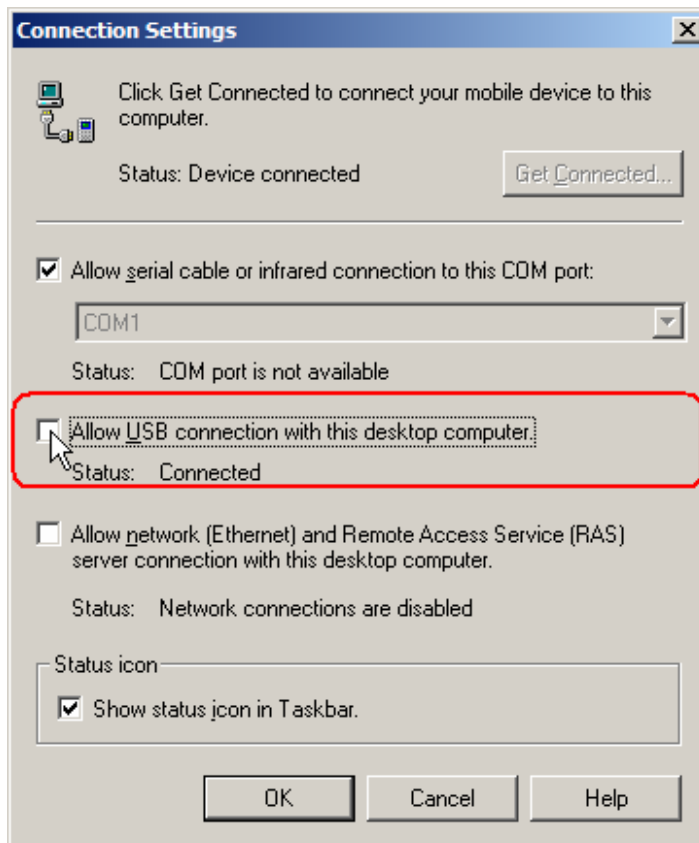 Connection Settings
Click Get Connected to connect your mobile device to this
computer.
Status: Device connected
Get Connected...
Allow serial cable or infrared connection to this COM port:
COM1
Status: COM port is not available
Allow USB connection with this desktop computer.
Status: Connected
Allow network (Ethernet) and Remote Access Service (RAS)
server connection with this desktop computer.
Status: Network connections are disabled
Status icon
Show status icon in Taskbar.
OK Cancel Help